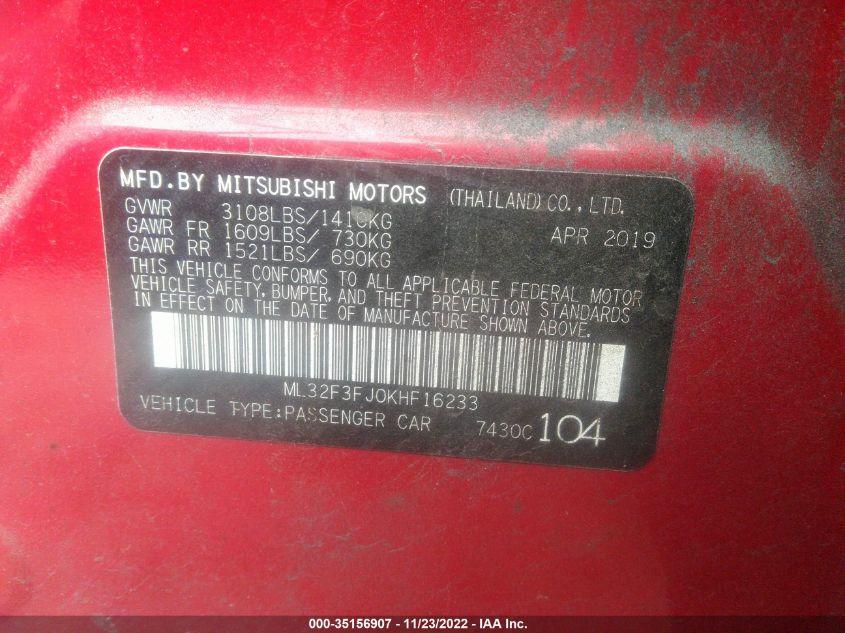 MFD.BY MITSUBISHI MOTORS (THAILAND)CO.,LTD.
GVWR 3108LBS/1410KG APR 2019
GAWR FR 1609LBS/ 730KG
GAWR RR 1521LBS/ 690KG
THIS VEHICLE CONFORMS TO ALL APPLICABLE FEDERAL MOTOR
VEHICLE SAFETY, BUMPER, AND THEFT PREVENTION STANDARDS
IN EFFECT ON THE DATE OF MANUFACTURE SHOWN ABOVE.
ML32F3FJ0KHF16233
VEHICLE TYPE:PASSENGER CAR 7430C 104
000-35156907 - 11/23/2022 - IAA Inc.